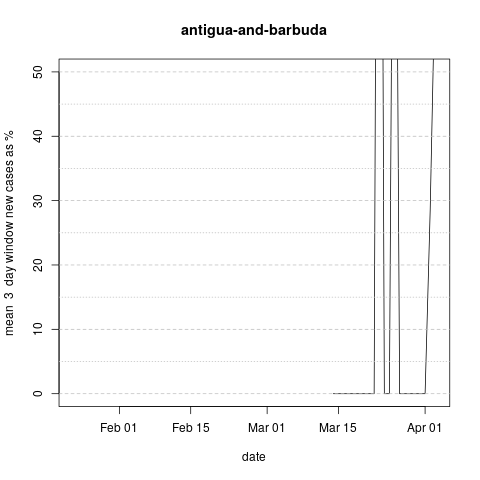 antigua-and-barbuda
mean 3 day window new cases as %
50
40
30
20
10
0
Feb 01
Feb 15
Mar 01
Mar 15
Apr 01
date